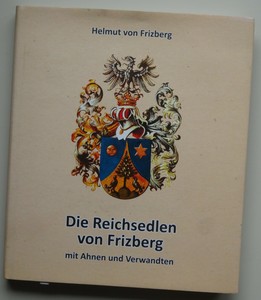 Helmut von Frizberg
Die Reichsedlen
von Frizberg
mit Ahnen und Verwandten